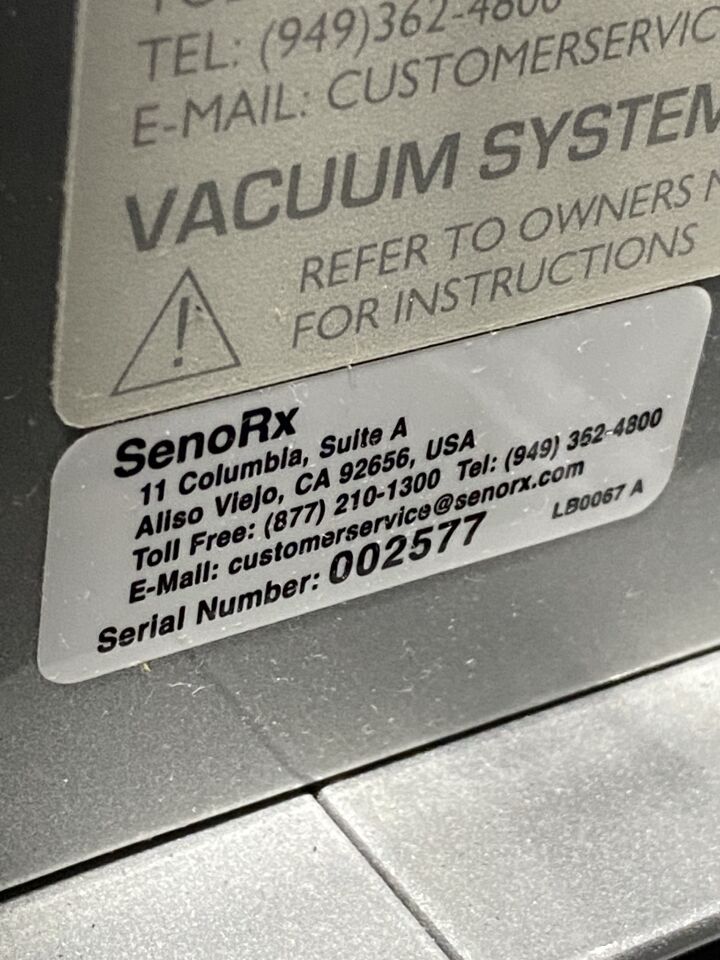 TEL: (949)362-4800
E-MAIL: CUSTOMERSERVIC
VACUUM SYSTEM
REFER TO OWNERS
FOR INSTRUCTIONS
SenoRx
11 Columbia, Suite A
Aliso Viejo, CA 92656, USA
Toll Free: (877) 210-1300 Tel: (949) 362-4800
E-Mail: customerservice@senorx.com
Serial Number: 002577
LB0067 A